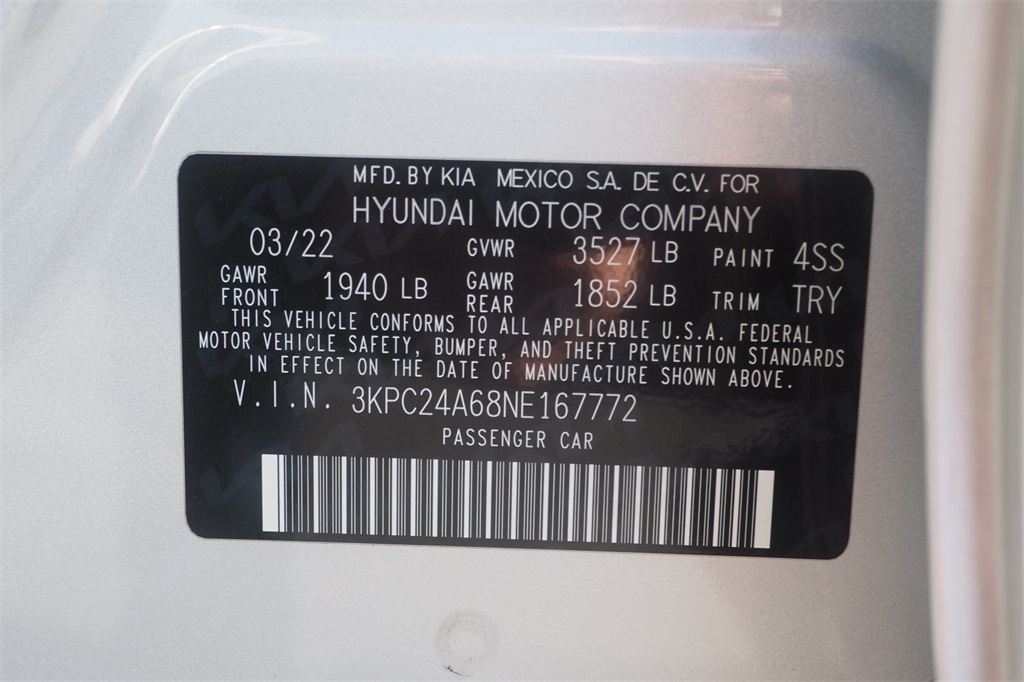 MFD. BY KIA MEXICO S.A. DE C.V. FOR
HYUNDAI MOTOR COMPANY
03/22 GVWR 3527 LB PAINT 4SS
GAWR FRONT 1940 LB GAWR REAR 1852 LB TRIM TRY
THIS VEHICLE CONFORMS TO ALL APPLICABLE U.S.A. FEDERAL
MOTOR VEHICLE SAFETY, BUMPER, AND THEFT PREVENTION STANDARDS
IN EFFECT ON THE DATE OF MANUFACTURE SHOWN ABOVE.
V.I.N. 3KPC24A68NE167772
PASSENGER CAR